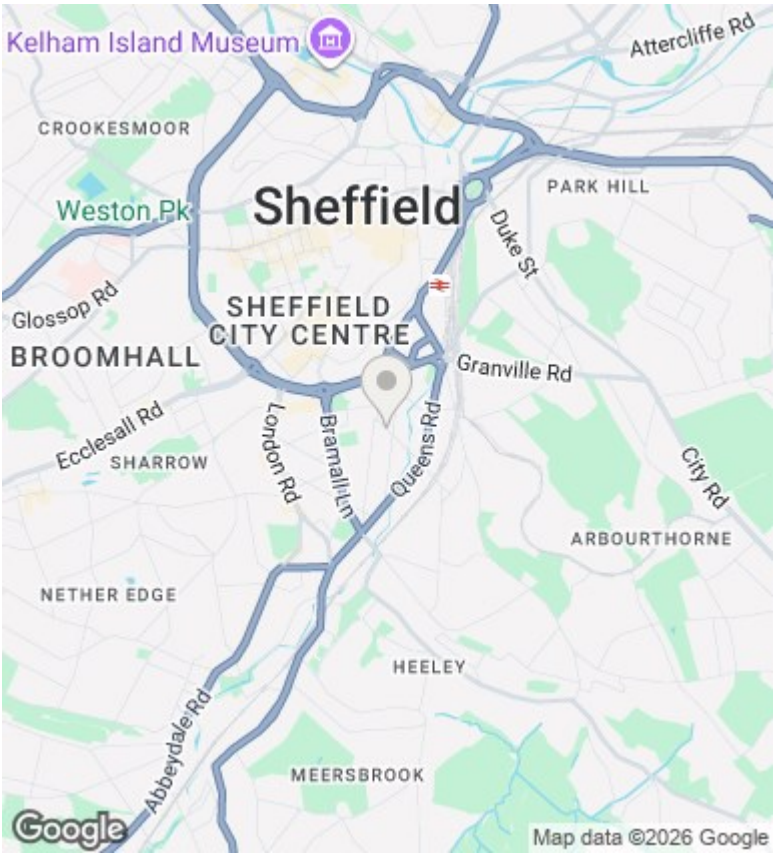 Kelham Island Museum
Attercliffe Rd
CROOKESMOOR
PARK HILL
Weston Pk
Sheffield
Duke St
Glossop Rd
SHEFFIELD
CITY CENTRE
BROOMHALL
Granville Rd
Ecclesall Rd
London Rd
Bramall Ln
Queens Rd
SHARROW
City Rd
ARBOURTHORNE
NETHER EDGE
HEELEY
Abbeydale Rd
MEERSBROOK
Google
Map data ©2026 Google